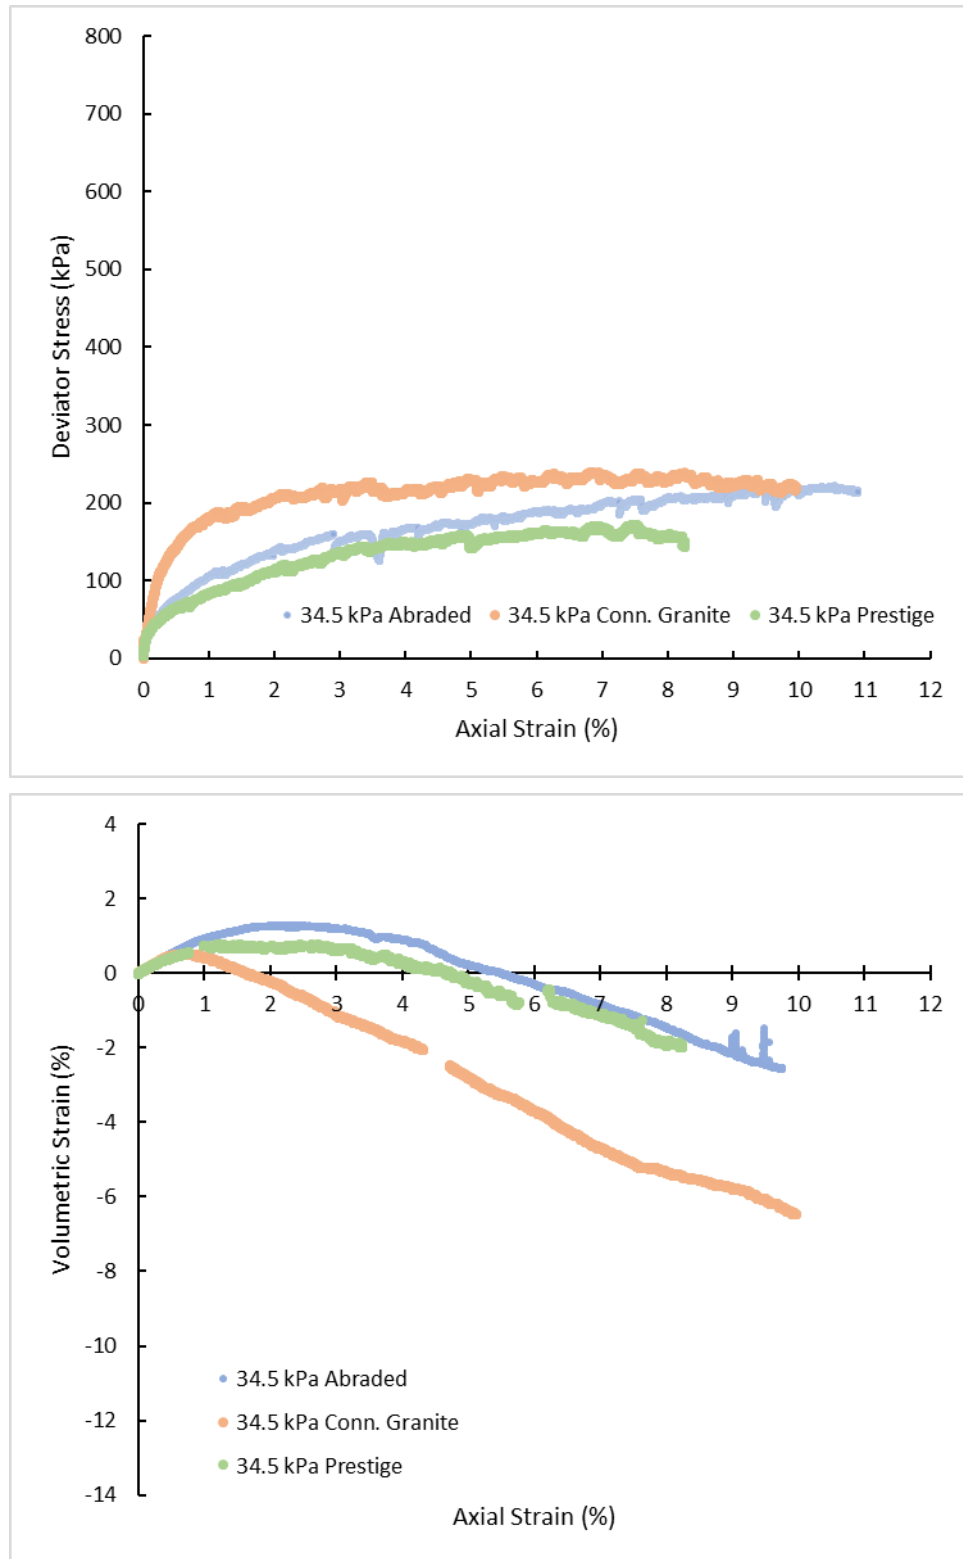 800
700
600
500
400
300
200
100
0
Deviator Stress (kPa)
34.5 kPa Abraded 34.5 kPa Conn. Granite 34.5 kPa Prestige
0 1 2 3 4 5 6 7 8 9 10 11 12
Axial Strain (%)
4
2
0
-2
-4
-6
-8
-10
-12
-14
Volumetric Strain (%)
0 1 2 3 4 5 6 7 8 9 10 11 12
34.5 kPa Abraded
34.5 kPa Conn. Granite
34.5 kPa Prestige
Axial Strain (%)